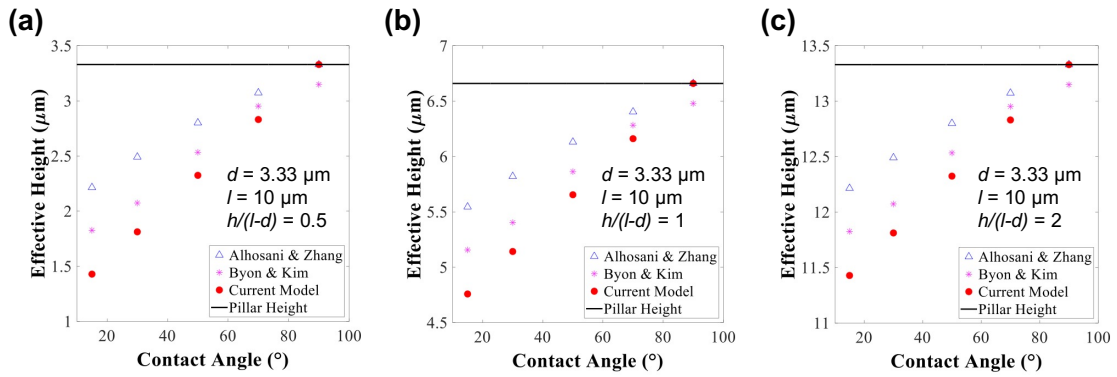 (a)
3.5
3
2.5
2
1.5
1
Effective Height (μm)
20
40
60
80
100
Contact Angle (°)
d = 3.33 μm
l = 10 μm
h/(l-d) = 0.5
Alhosani & Zhang
Byon & Kim
Current Model
Pillar Height
(b)
7
6.5
6
5.5
5
4.5
Effective Height (μm)
20
40
60
80
100
Contact Angle (°)
d = 3.33 μm
l = 10 μm
h/(l-d) = 1
Alhosani & Zhang
Byon & Kim
Current Model
Pillar Height
(c)
13.5
13
12.5
12
11.5
11
Effective Height (μm)
20
40
60
80
100
Contact Angle (°)
d = 3.33 μm
l = 10 μm
h/(l-d) = 2
Alhosani & Zhang
Byon & Kim
Current Model
Pillar Height